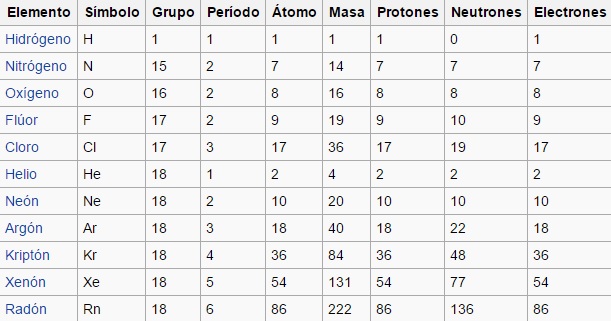 Elemento Símbolo Grupo Período Átomo Masa Protones Neutrones Electrones
Hidrógeno H 1 1 1 1 1 0 1
Nitrógeno N 15 2 7 14 7 7 7
Oxígeno O 16 2 8 16 8 8 8
Flúor F 17 2 9 19 9 10 9
Cloro Cl 17 3 17 36 17 19 17
Helio He 18 1 2 4 2 2 2
Neón Ne 18 2 10 20 10 10 10
Argón Ar 18 3 18 40 18 22 18
Kriptón Kr 18 4 36 84 36 48 36
Xenón Xe 18 5 54 131 54 77 54
Radón Rn 18 6 86 222 86 136 86